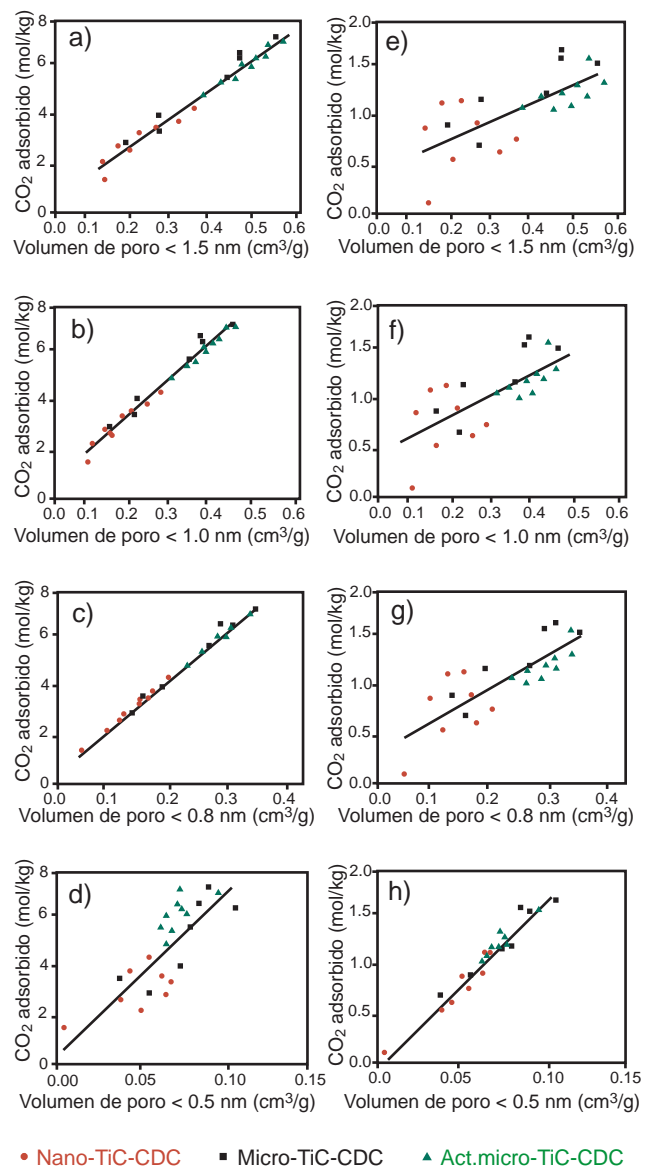 a)
CO2 adsorbido (mol/kg)
8
6
4
2
0
0.0 0.1 0.2 0.3 0.4 0.5 0.6
Volumen de poro < 1.5 nm (cm3/g)
e)
CO2 adsorbido (mol/kg)
2.0
1.5
1.0
0.5
0.0
0.0 0.1 0.2 0.3 0.4 0.5 0.6
Volumen de poro < 1.5 nm (cm3/g)
b)
CO2 adsorbido (mol/kg)
8
6
4
2
0
0.1 0.2 0.3 0.4 0.5 0.6
Volumen de poro < 1.0 nm (cm3/g)
f)
CO2 adsorbido (mol/kg)
2.0
1.5
1.0
0.5
0.0
0.1 0.2 0.3 0.4 0.5 0.6
Volumen de poro < 1.0 nm (cm3/g)
c)
CO2 adsorbido (mol/kg)
8
6
4
2
0.0 0.1 0.2 0.3 0.4
Volumen de poro < 0.8 nm (cm3/g)
g)
CO2 adsorbido (mol/kg)
2.0
1.5
1.0
0.5
0.0
0.0 0.1 0.2 0.3 0.4
Volumen de poro < 0.8 nm (cm3/g)
d)
CO2 adsorbido (mol/kg)
8
6
4
2
0.00 0.05 0.10 0.15
Volumen de poro < 0.5 nm (cm3/g)
h)
CO2 adsorbido (mol/kg)
2.0
1.5
1.0
0.5
0.0
0.00 0.05 0.10 0.15
Volumen de poro < 0.5 nm (cm3/g)
Nano-TiC-CDC Micro-TiC-CDC Act.micro-TiC-CDC